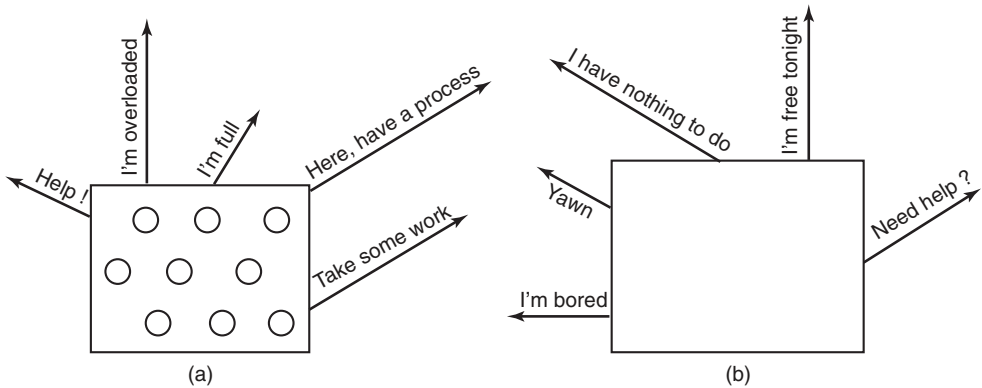 I'm overloaded
I'm full
Here, have a process
Help !
Take some work
(a)
I have nothing to do
I'm free tonight
Yawn
Need help ?
I'm bored
(b)